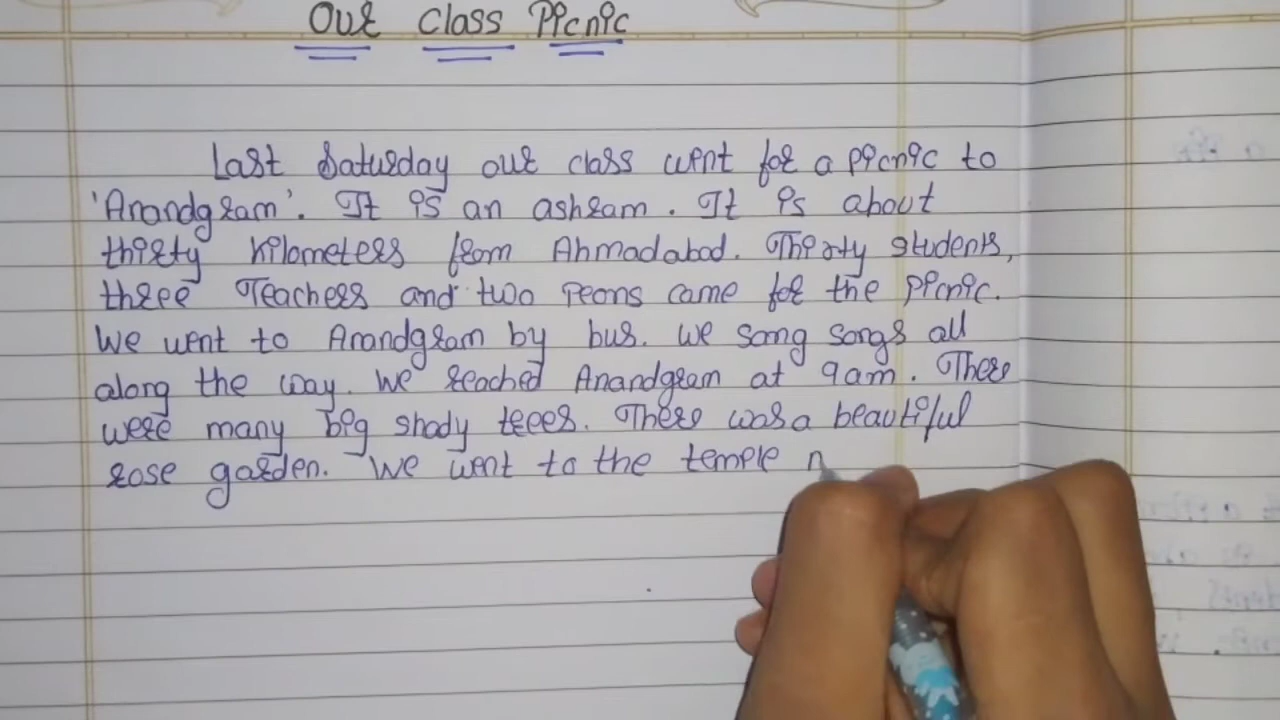 Our Class Picnic
Last Saturday our class went for a picnic to
'Anandgram'. It is an ashram. It is about
thirty kilometers from Ahmadabad. Thirty students,
three Teachers and two Peons came for the picnic.
We went to Anandgram by bus. We sang songs all
along the way. We reached Anandgram at 9am. There
were many big shady trees. There was a beautiful
rose garden. We went to the temple n